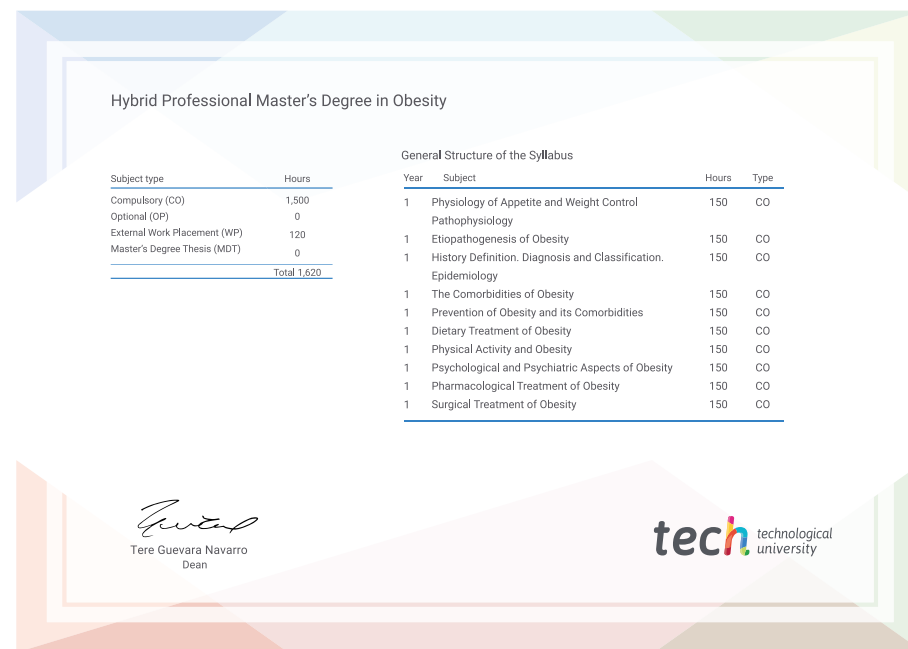 Hybrid Professional Master's Degree in Obesity
Subject type Hours
Compulsory (CO) 1,500
Optional (OP) 0
External Work Placement (WP) 120
Master's Degree Thesis (MDT) 0
Total 1,620
General Structure of the Syllabus
Year Subject Hours Type
1 Physiology of Appetite and Weight Control 150 CO
Pathophysiology
1 Etiopathogenesis of Obesity 150 CO
1 History Definition. Diagnosis and Classification. 150 CO
Epidemiology
1 The Comorbidities of Obesity 150 CO
1 Prevention of Obesity and its Comorbidities 150 CO
1 Dietary Treatment of Obesity 150 CO
1 Physical Activity and Obesity 150 CO
1 Psychological and Psychiatric Aspects of Obesity 150 CO
1 Pharmacological Treatment of Obesity 150 CO
1 Surgical Treatment of Obesity 150 CO
Tere Guevara Navarro
Dean
tech technological
university